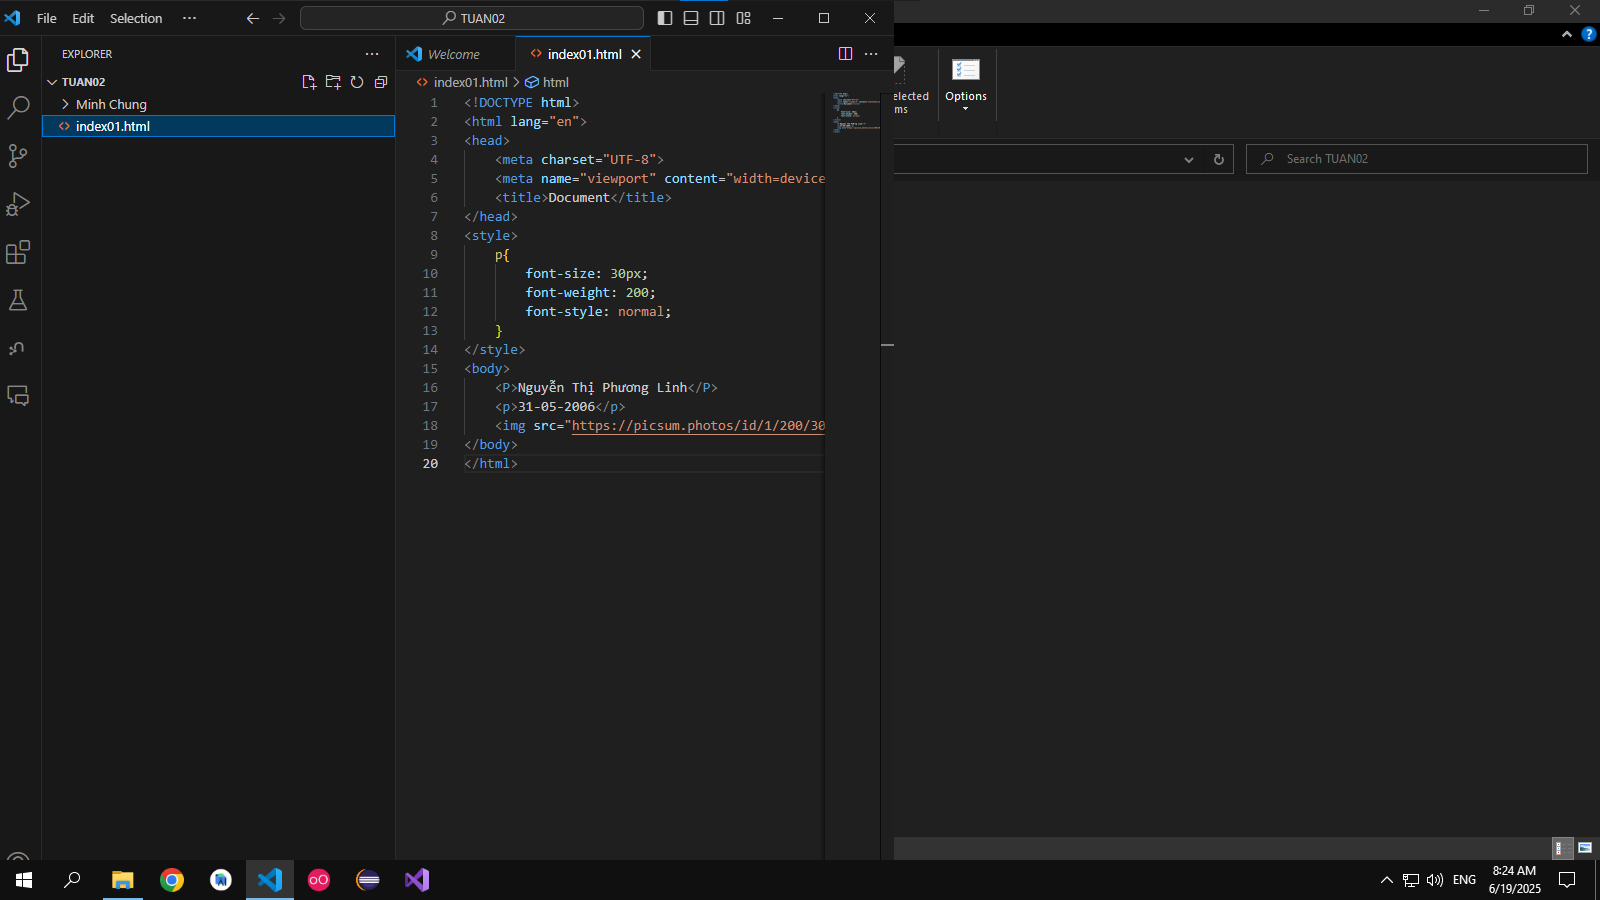 File Edit Selection ··· TUAN02
EXPLORER ···
TUAN02
Minh Chung
index01.html
Welcome
index01.html
index01.html > html
1 <!DOCTYPE html>
2 <html lang="en">
3 <head>
4 <meta charset="UTF-8">
5 <meta name="viewport" content="width=device
6 <title>Document</title>
7 </head>
8 <style>
9 p{
10 font-size: 30px;
11 font-weight: 200;
12 font-style: normal;
13 }
14 </style>
15 <body>
16 <P>Nguyễn Thị Phương Linh</P>
17 <p>31-05-2006</p>
18 <img src="https://picsum.photos/id/1/200/30
19 </body>
20 </html>
elected
ms
Options
Search TUAN02
ENG
8:24 AM
6/19/2025